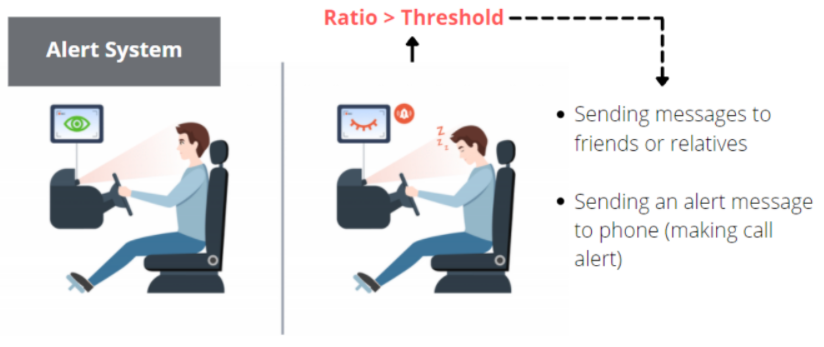 Alert System
Ratio > Threshold
Z
Z
Z
• Sending messages to
friends or relatives
• Sending an alert message
to phone (making call
alert)